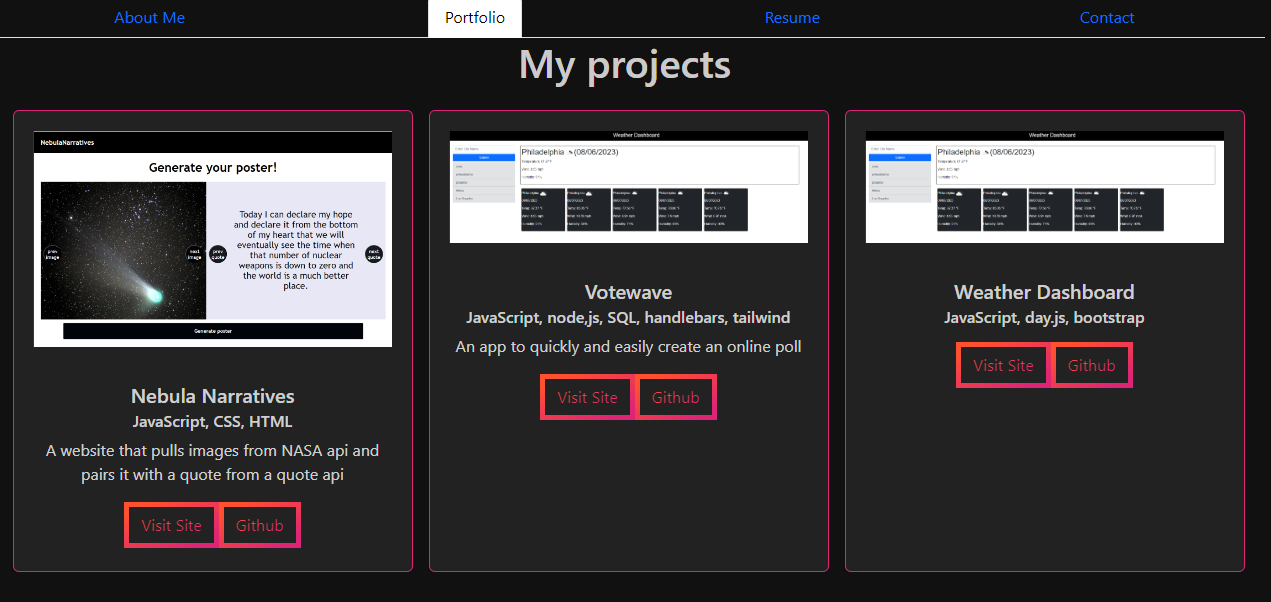 About Me
Portfolio
Resume
Contact
My projects
NebulaNarratives
Generate your poster!
Today I can declare my hope
and declare it from the bottom
of my heart that we will
eventually see the time when
that number of nuclear
weapons is down to zero and
the world is a much better
place.
prev
image
next
image
prev
quote
next
quote
Generate poster
Nebula Narratives
JavaScript, CSS, HTML
A website that pulls images from NASA api and
pairs it with a quote from a quote api
Visit Site
Github
Weather Dashboard
Philadelphia
(08/06/2023)
Votewave
JavaScript, node,js, SQL, handlebars, tailwind
An app to quickly and easily create an online poll
Visit Site
Github
Weather Dashboard
Philadelphia
(08/06/2023)
Weather Dashboard
JavaScript, day.js, bootstrap
Visit Site
Github